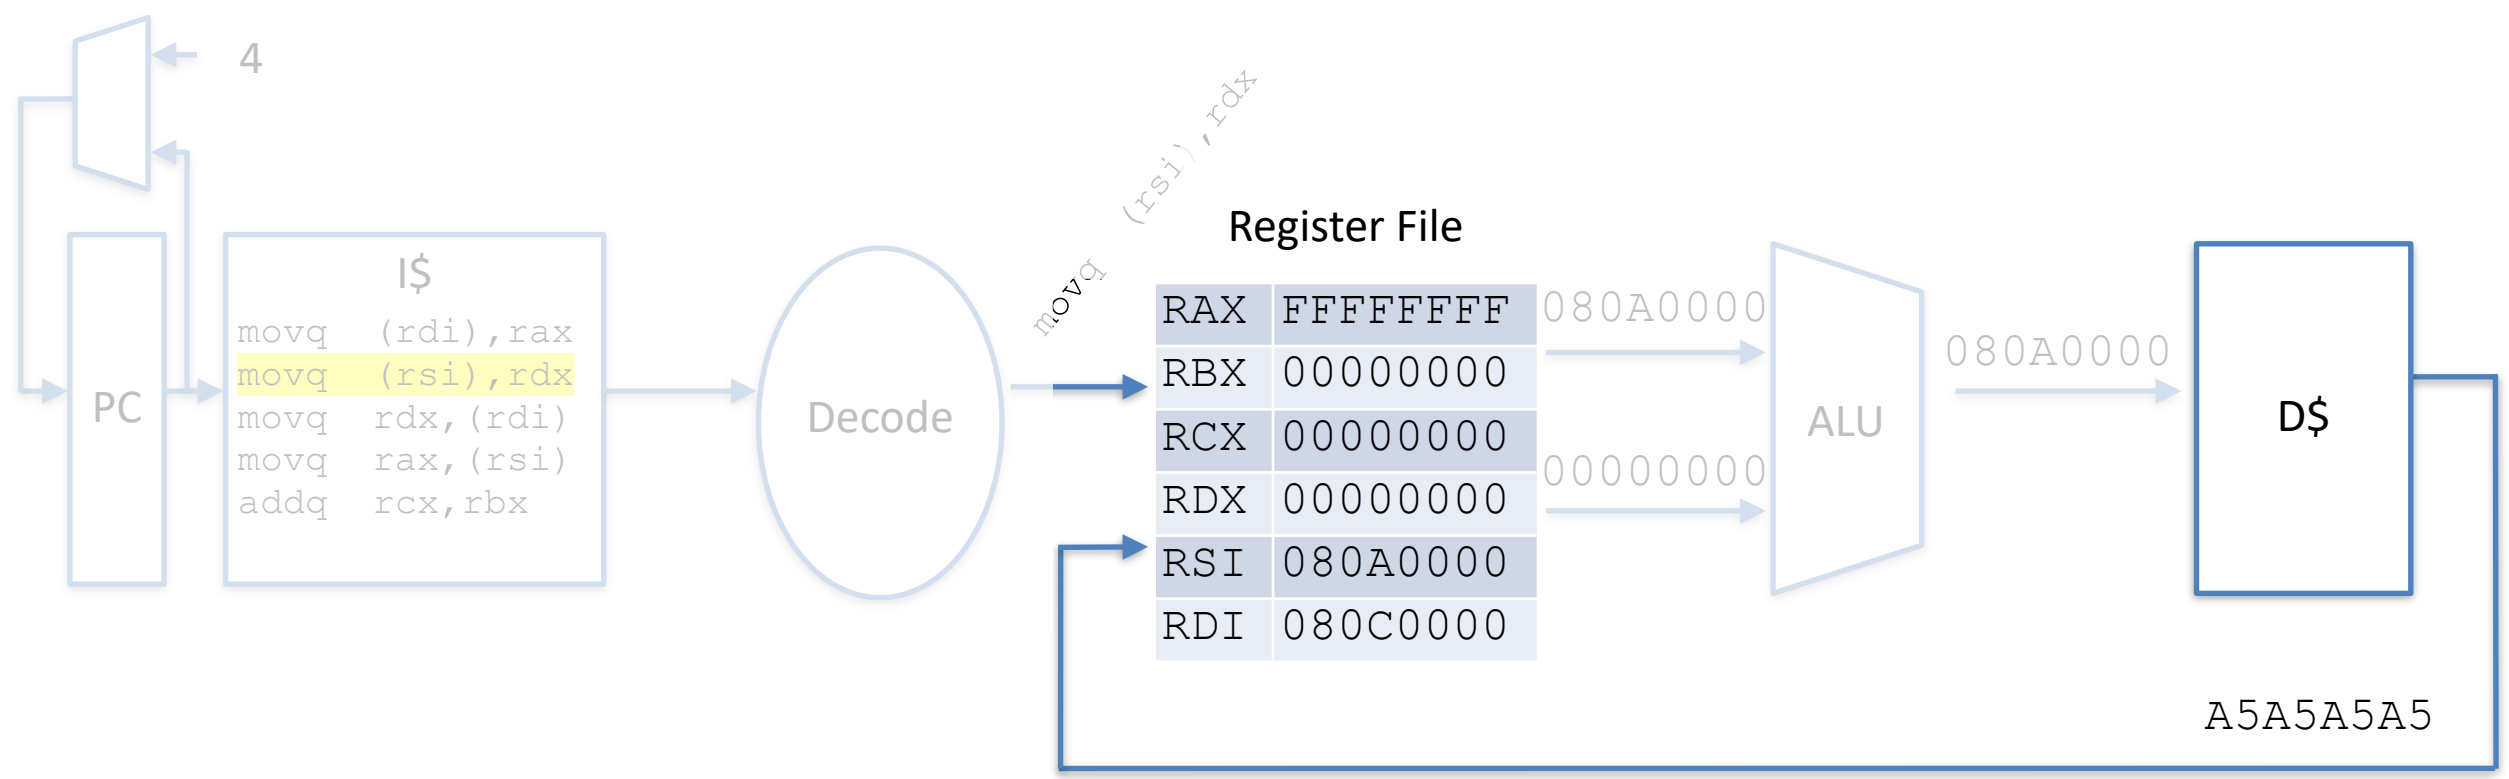 4
movq (rsi),rdx
Register File
I$
movq (rdi),rax
movq (rsi),rdx
movq rdx,(rdi)
movq rax,(rsi)
addq rcx,rbx
PC
Decode
RAX FFFFFFFF
RBX 00000000
RCX 00000000
RDX 00000000
RSI 080A0000
RDI 080C0000
080A0000
00000000
ALU
080A0000
D$
A5A5A5A5